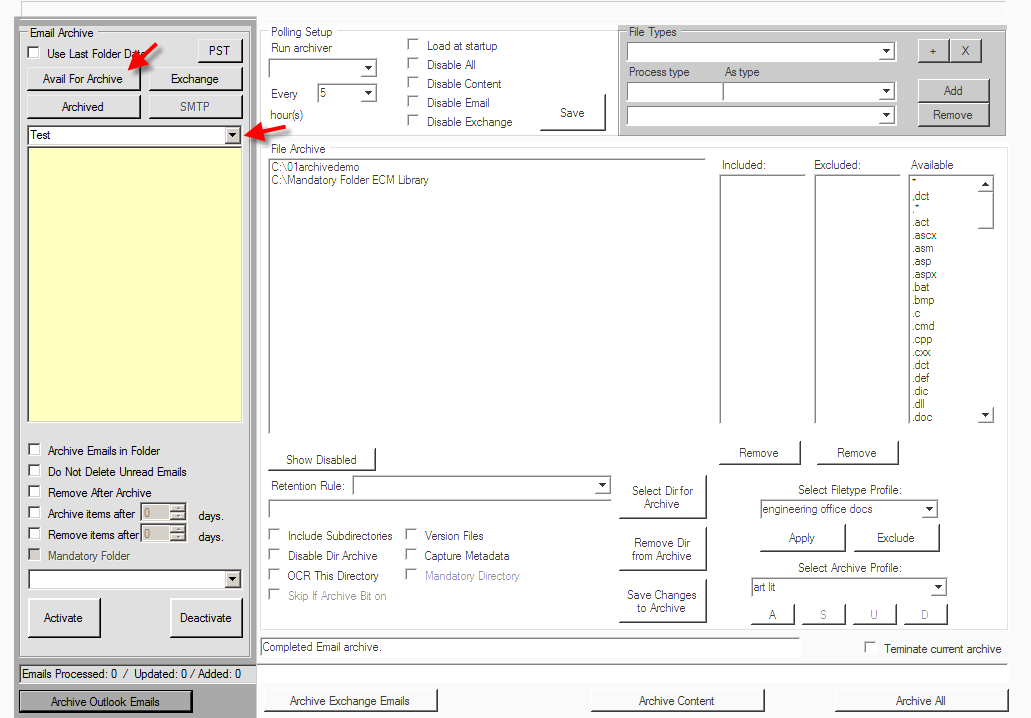 Email Archive
Use Last Folder
PST
Avail For Archive
Exchange
Archived
SMTP
Test
Archive Emails in Folder
Do Not Delete Unread Emails
Remove After Archive
Archive items after 0 days.
Remove items after 0 days.
Mandatory Folder
Activate
Deactivate
Emails Processed: 0 / Updated: 0 / Added: 0
Archive Outlook Emails
Polling Setup
Run archiver
Every 5
hour(s)
Load at startup
Disable All
Disable Content
Disable Email
Disable Exchange
Save
File Types
+ X
Process type As type
Add
Remove
File Archive
C:\01archivedemo
C:\Mandatory Folder ECM Library
Included:
Excluded:
Available
.dct
.*
.act
.ascx
.asm
.asp
.aspx
.bat
.bmp
.c
.cmd
.cpp
.cxx
.dct
.def
.dic
.dll
.doc
Show Disabled
Remove
Remove
Retention Rule:
Include Subdirectories
Version Files
Disable Dir Archive
Capture Metadata
OCR This Directory
Mandatory Directory
Skip If Archive Bit on
Select Dir for
Archive
Remove Dir
from Archive
Save Changes
to Archive
Select Filetype Profile:
engineering office docs
Apply
Exclude
Select Archive Profile:
art lit
A S U D
Completed Email archive.
Teminate current archive
Archive Exchange Emails
Archive Content
Archive All